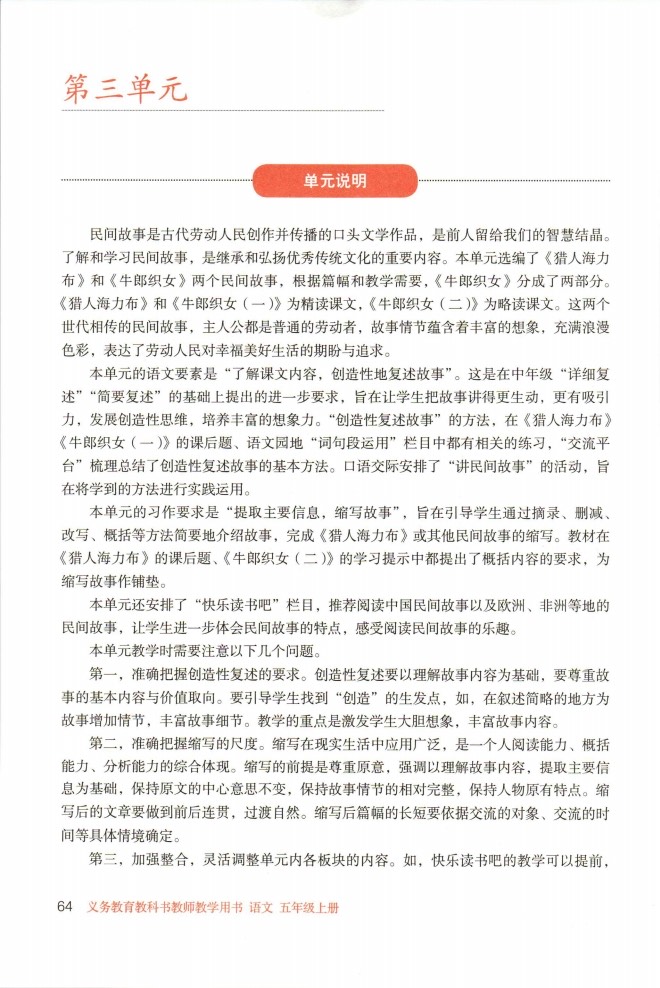 第三单元
单元说明
民间故事是古代劳动人民创作并传播的口头文学作品，是前人留给我们的智慧结晶。
了解和学习民间故事，是继承和弘扬优秀传统文化的重要内容。本单元选编了《猎人海力
布》和《牛郎织女》两个民间故事，根据篇幅和教学需要，《牛郎织女》分成了两部分。
《猎人海力布》和《牛郎织女（一）》为精读课文，《牛郎织女（二）》为略读课文。这两个
世代相传的民间故事，主人公都是普通的劳动者，故事情节蕴含着丰富的想象，充满浪漫
色彩，表达了劳动人民对幸福美好生活的期盼与追求。
本单元的语文要素是“了解课文内容，创造性地复述故事”。这是在中年级“详细复
述”“简要复述”的基础上提出的进一步要求，旨在让学生把故事讲得更生动，更有吸引
力，发展创造性思维，培养丰富的想象力。“创造性复述故事”的方法，在《猎人海力布》
《牛郎织女（一）》的课后题、语文园地“词句段运用”栏目中都有相关的练习，“交流平
台”梳理总结了创造性复述故事的基本方法。口语交际安排了“讲民间故事”的活动，旨
在将学到的方法进行实践运用。
本单元的习作要求是“提取主要信息，缩写故事”，旨在引导学生通过摘录、删减、
改写、概括等方法简要地介绍故事，完成《猎人海力布》或其他民间故事的缩写。教材在
《猎人海力布》的课后题、《牛郎织女（二）》的学习提示中都提出了概括内容的要求，为
缩写故事作铺垫。
本单元还安排了“快乐读书吧”栏目，推荐阅读中国民间故事以及欧洲、非洲等地的
民间故事，让学生进一步体会民间故事的特点，感受阅读民间故事的乐趣。
本单元教学时需要注意以下几个问题。
第一，准确把握创造性复述的要求。创造性复述要以理解故事内容为基础，要尊重故
事的基本内容与价值取向。要引导学生找到“创造”的生发点，如，在叙述简略的地方为
故事增加情节，丰富故事细节。教学的重点是激发学生大胆想象，丰富故事内容。
第二，准确把握缩写的尺度。缩写在现实生活中应用广泛，是一个人阅读能力、概括
能力、分析能力的综合体现。缩写的前提是尊重原意，强调以理解故事内容，提取主要信
息为基础，保持原文的中心意思不变，保持故事情节的相对完整，保持人物原有特点。缩
写后的文章要做到前后连贯，过渡自然。缩写后篇幅的长短要依据交流的对象、交流的时
间等具体情境确定。
第三，加强整合，灵活调整单元内各板块的内容。如，快乐读书吧的教学可以提前，
64 义务教育教科书教师教学用书 语文 五年级上册